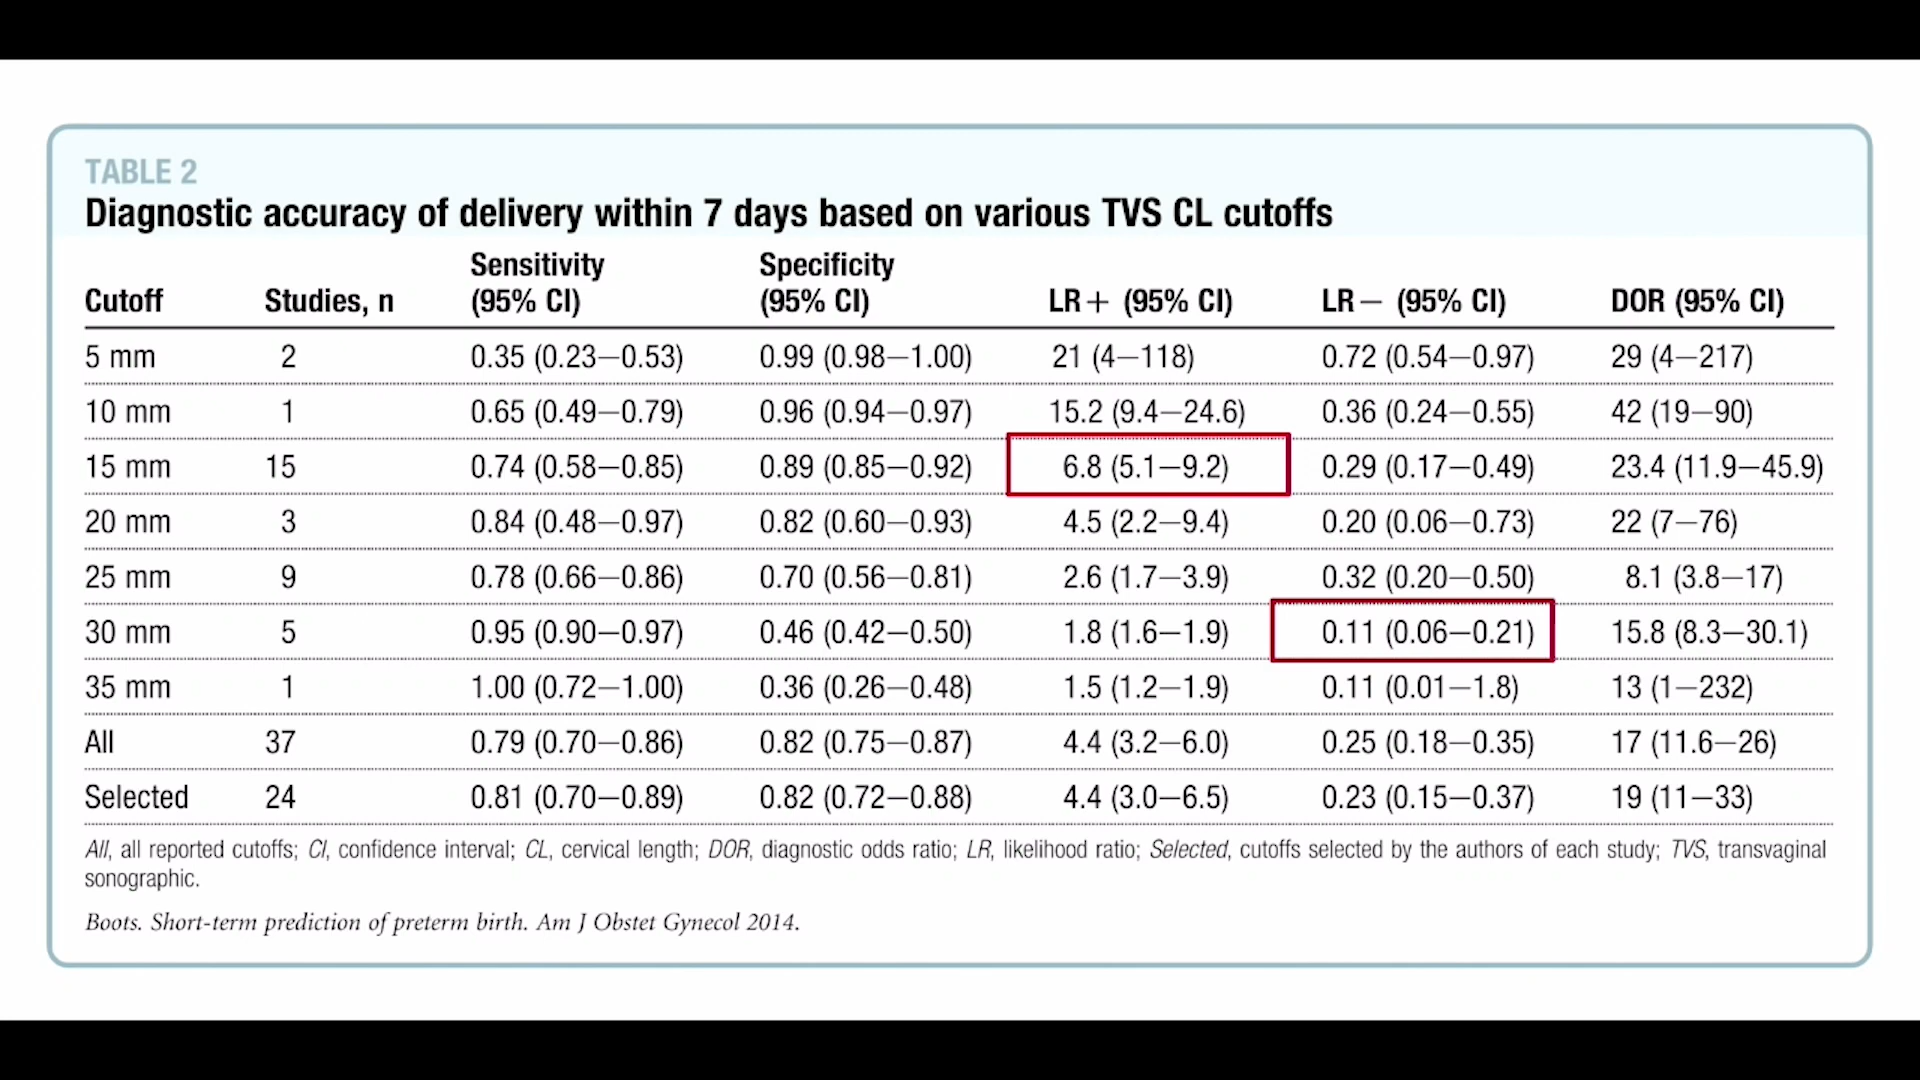 TABLE 2
Diagnostic accuracy of delivery within 7 days based on various TVS CL cutoffs
Cutoff Studies, n Sensitivity (95% CI) Specificity (95% CI) LR+ (95% CI) LR− (95% CI) DOR (95% CI)
5 mm 2 0.35 (0.23–0.53) 0.99 (0.98–1.00) 21 (4–118) 0.72 (0.54–0.97) 29 (4–217)
10 mm 1 0.65 (0.49–0.79) 0.96 (0.94–0.97) 15.2 (9.4–24.6) 0.36 (0.24–0.55) 42 (19–90)
15 mm 15 0.74 (0.58–0.85) 0.89 (0.85–0.92) 6.8 (5.1–9.2) 0.29 (0.17–0.49) 23.4 (11.9–45.9)
20 mm 3 0.84 (0.48–0.97) 0.82 (0.60–0.93) 4.5 (2.2–9.4) 0.20 (0.06–0.73) 22 (7–76)
25 mm 9 0.78 (0.66–0.86) 0.70 (0.56–0.81) 2.6 (1.7–3.9) 0.32 (0.20–0.50) 8.1 (3.8–17)
30 mm 5 0.95 (0.90–0.97) 0.46 (0.42–0.50) 1.8 (1.6–1.9) 0.11 (0.06–0.21) 15.8 (8.3–30.1)
35 mm 1 1.00 (0.72–1.00) 0.36 (0.26–0.48) 1.5 (1.2–1.9) 0.11 (0.01–1.8) 13 (1–232)
All 37 0.79 (0.70–0.86) 0.82 (0.75–0.87) 4.4 (3.2–6.0) 0.25 (0.18–0.35) 17 (11.6–26)
Selected 24 0.81 (0.70–0.89) 0.82 (0.72–0.88) 4.4 (3.0–6.5) 0.23 (0.15–0.37) 19 (11–33)
All, all reported cutoffs; CI, confidence interval; CL, cervical length; DOR, diagnostic odds ratio; LR, likelihood ratio; Selected, cutoffs selected by the authors of each study; TVS, transvaginal
sonographic.
Boots. Short-term prediction of preterm birth. Am J Obstet Gynecol 2014.